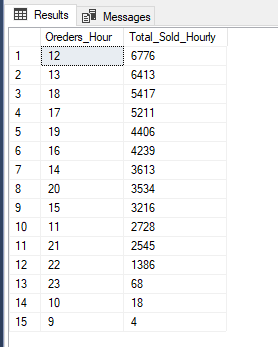 Results Messages
Oreders_Hour Total_Sold_Hourly
1 12 6776
2 13 6413
3 18 5417
4 17 5211
5 19 4406
6 16 4239
7 14 3613
8 20 3534
9 15 3216
10 11 2728
11 21 2545
12 22 1386
13 23 68
14 10 18
15 9 4